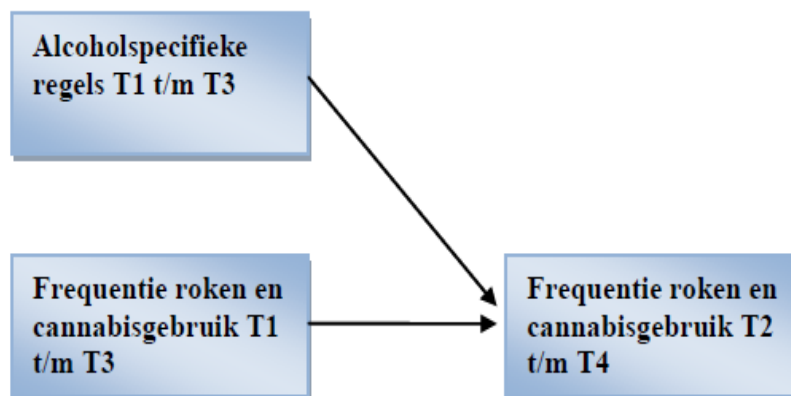 Alcoholspecifieke
regels T1 t/m T3
Frequentie roken en
cannabisgebruik T1
t/m T3
Frequentie roken en
cannabisgebruik T2
t/m T4